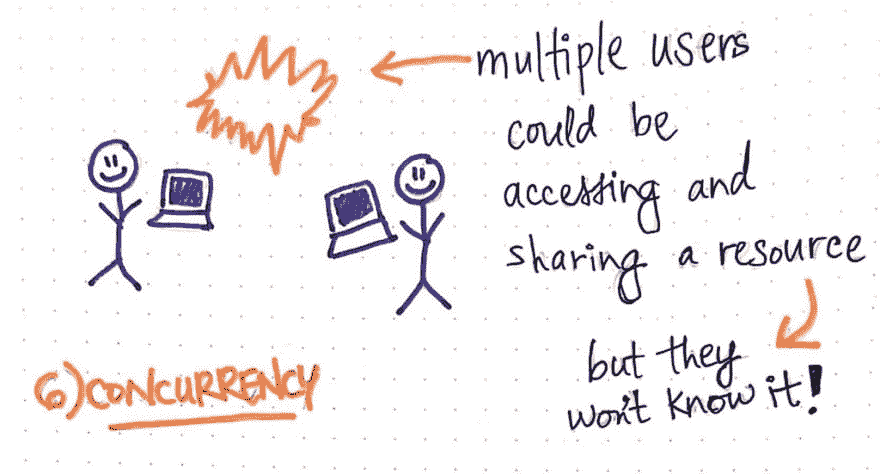 multiple users
could be
accessing and
sharing a resource
but they
won't know it!
6) CONCURRENCY